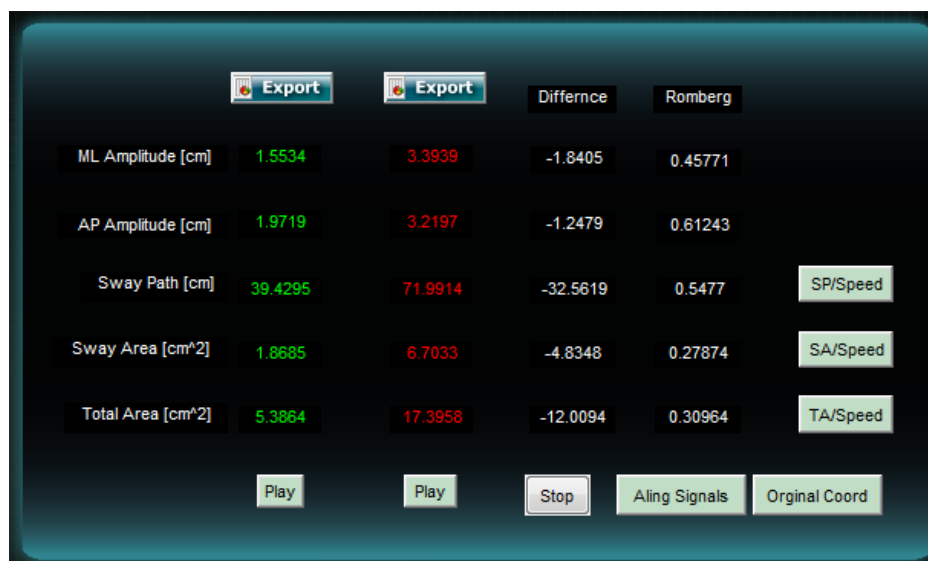 Export Export Differnce Romberg
ML Amplitude [cm] 1.5534 3.3939 -1.8405 0.45771
AP Amplitude [cm] 1.9719 3.2197 -1.2479 0.61243
Sway Path [cm] 39.4295 71.9914 -32.5619 0.5477 SP/Speed
Sway Area [cm^2] 1.8685 6.7033 -4.8348 0.27874 SA/Speed
Total Area [cm^2] 5.3864 17.3958 -12.0094 0.30964 TA/Speed
Play Play Stop Aling Signals Orginal Coord